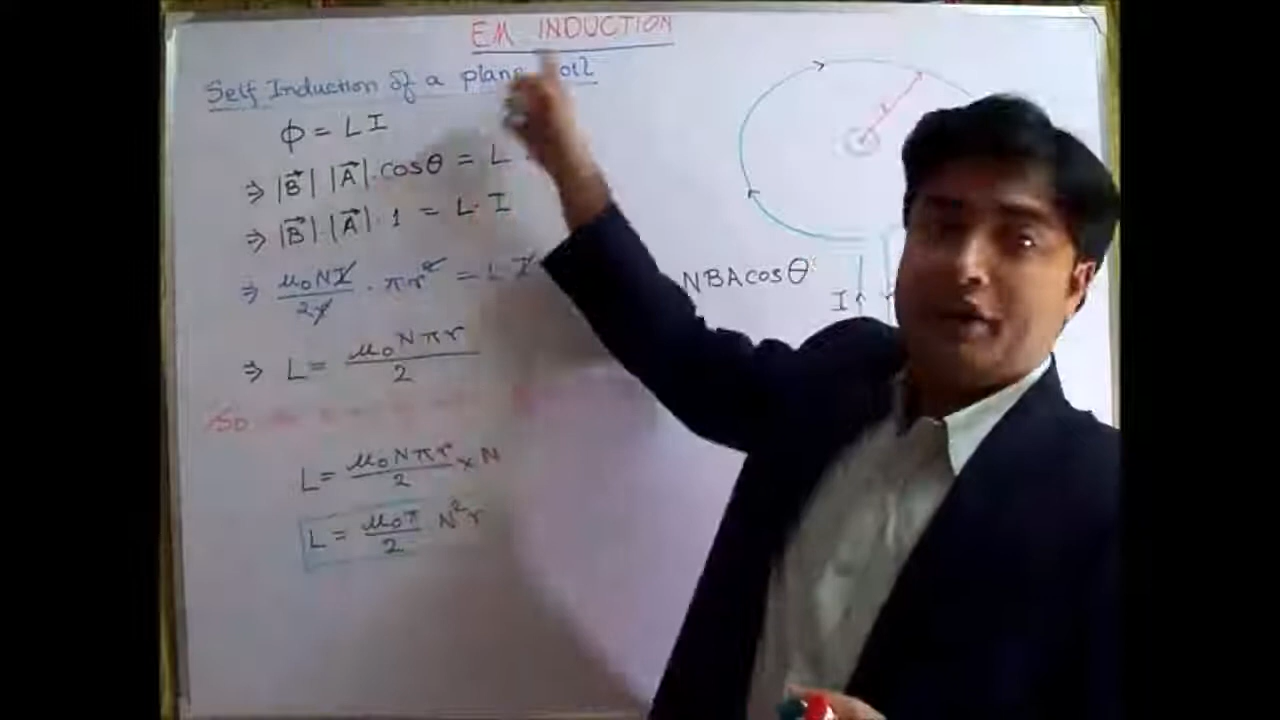 EM INDUCTION
Self Induction of a plane
ϕ = LI
⇒ |B⃗| |A⃗|.cosθ = L
⇒ |B⃗|.|A⃗|.1 = L.I
⇒ μ₀NI/2r . πr² = L I
⇒ L = μ₀Nπr/2
So
L = μ₀Nπr/2 × N
L = μ₀π/2 N²r
r
NBAcosθ
I